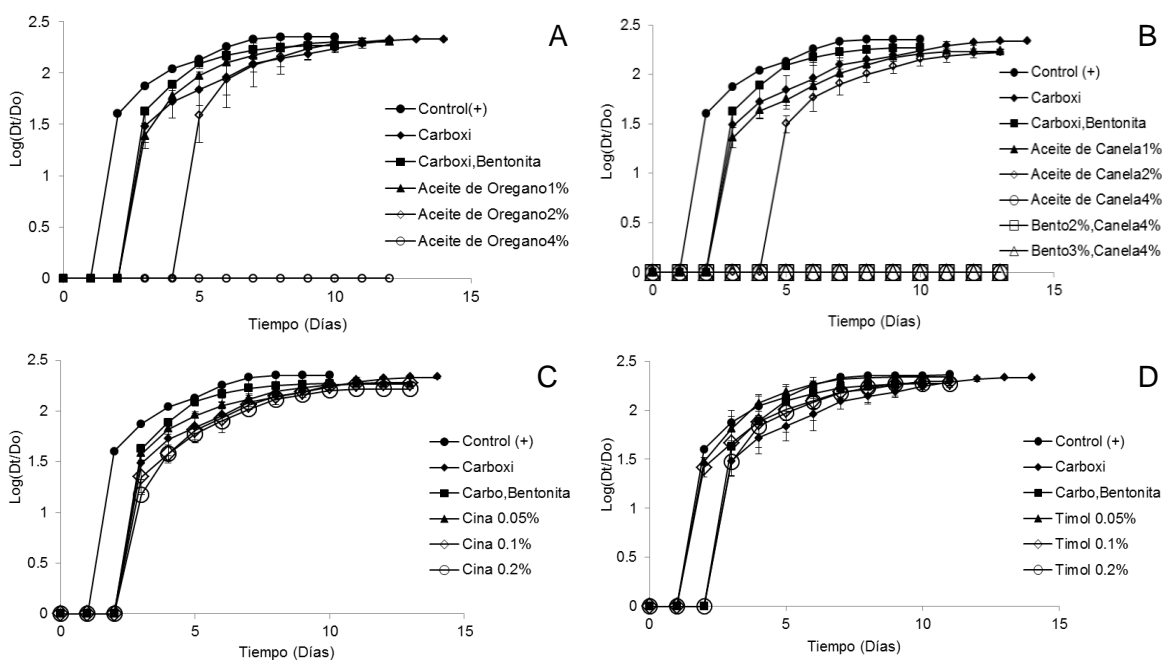 A
Log(Dt/Do)
2.5
2
1.5
1
0.5
0
0
5
10
15
Tiempo (Días)
Control(+)
Carboxi
Carboxi,Bentonita
Aceite de Oregano1%
Aceite de Oregano2%
Aceite de Oregano4%
B
Log(Dt/Do)
2.5
2
1.5
1
0.5
0
0
5
10
15
Tiempo (Días)
Control (+)
Carboxi
Carboxi,Bentonita
Aceite de Canela1%
Aceite de Canela2%
Aceite de Canela4%
Bento2%,Canela4%
Bento3%,Canela4%
C
Log(Dt/Do)
2.5
2
1.5
1
0.5
0
0
5
10
15
Tiempo (Días)
Control (+)
Carboxi
Carbo,Bentonita
Cina 0.05%
Cina 0.1%
Cina 0.2%
D
Log(Dt/Do)
2.5
2
1.5
1
0.5
0
0
5
10
15
Tiempo (Días)
Control (+)
Carboxi
Carbo,Bentonita
Timol 0.05%
Timol 0.1%
Timol 0.2%